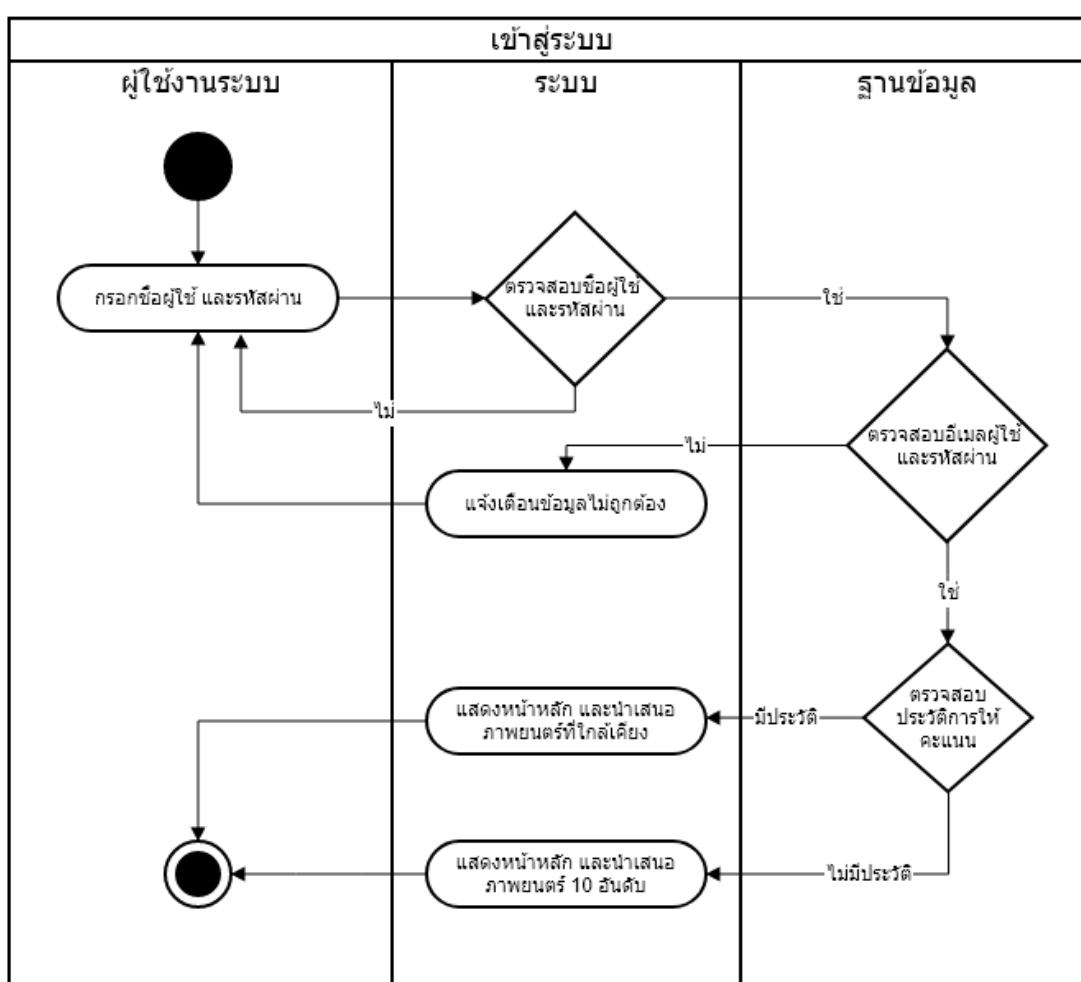 เข้าสู่ระบบ
ผู้ใช้งานระบบ
ระบบ
ฐานข้อมูล
กรอกชื่อผู้ใช้ และรหัสผ่าน
ตรวจสอบชื่อผู้ใช้
และรหัสผ่าน
ใช่
ไม่
ตรวจสอบอีเมลผู้ใช้
และรหัสผ่าน
ไม่
แจ้งเตือนข้อมูลไม่ถูกต้อง
ใช่
ตรวจสอบ
ประวัติการให้
คะแนน
มีประวัติ
แสดงหน้าหลัก และนำเสนอ
ภาพยนตร์ที่ใกล้เคียง
ไม่มีประวัติ
แสดงหน้าหลัก และนำเสนอ
ภาพยนตร์ 10 อันดับ